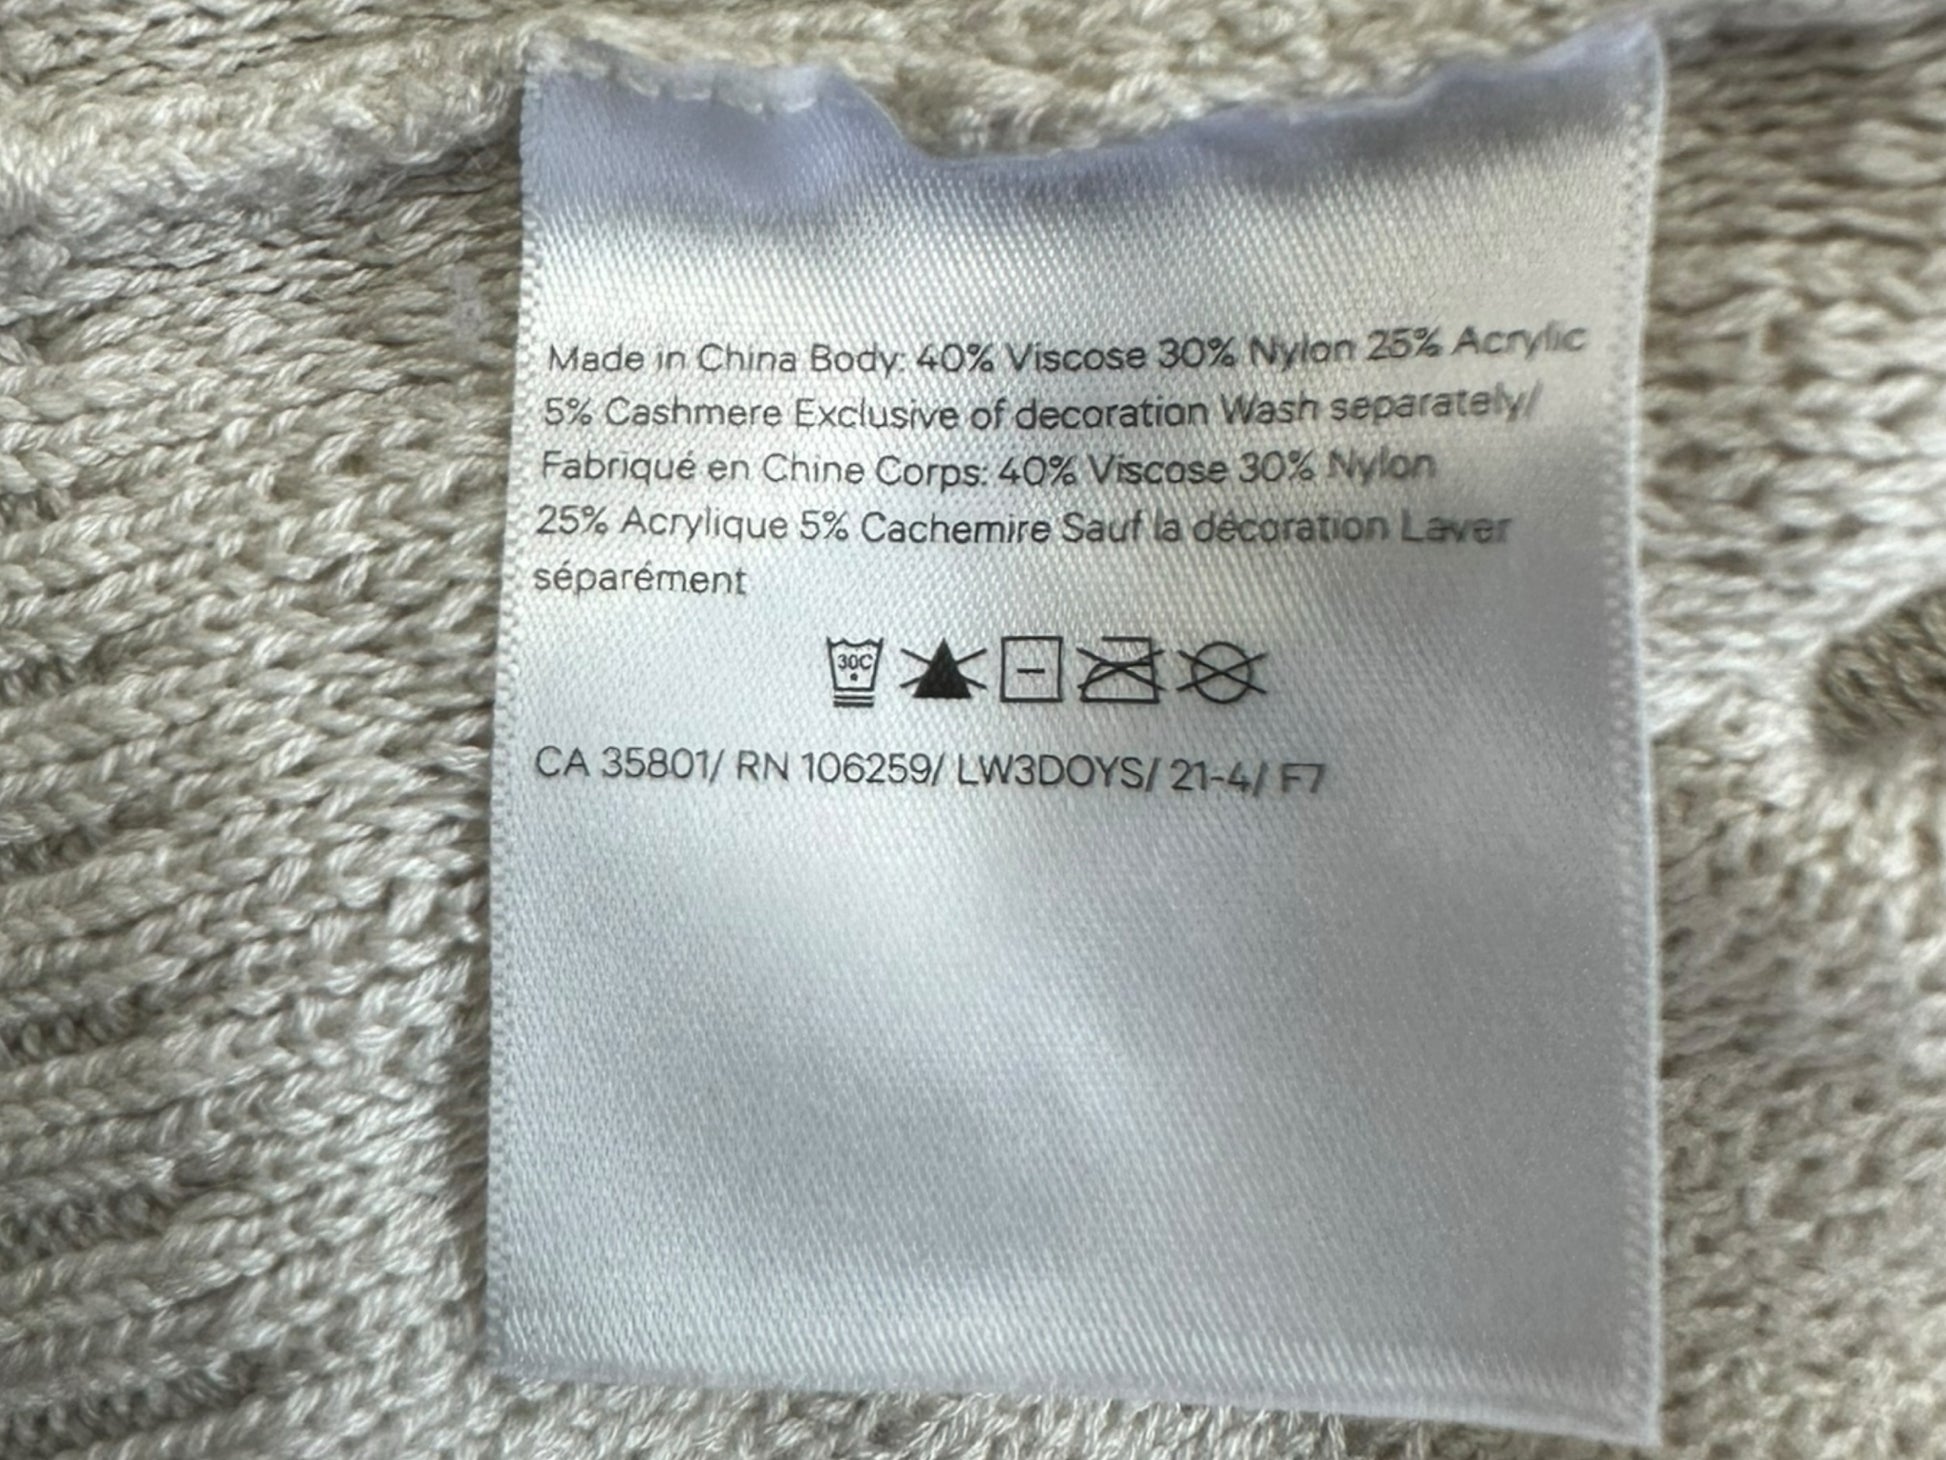 Made in China Body: 40% Viscose 30% Nylon 25% Acrylic
5% Cashmere Exclusive of decoration Wash separately/
Fabriqué en Chine Corps: 40% Viscose 30% Nylon
25% Acrylique 5% Cachemire Sauf la décoration Laver
séparément
30C
CA 35801/ RN 106259/ LW3DOYS/ 21-4/ F7